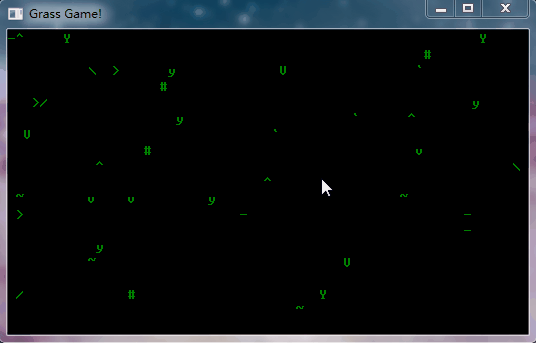 Grass Game!
_^ Y Y
#
\ > y V `
#
>/ y
y ` ^
V `
# v
^ \
^
~ v v y ~
> _ _
_
y
~ V
/ # Y
~